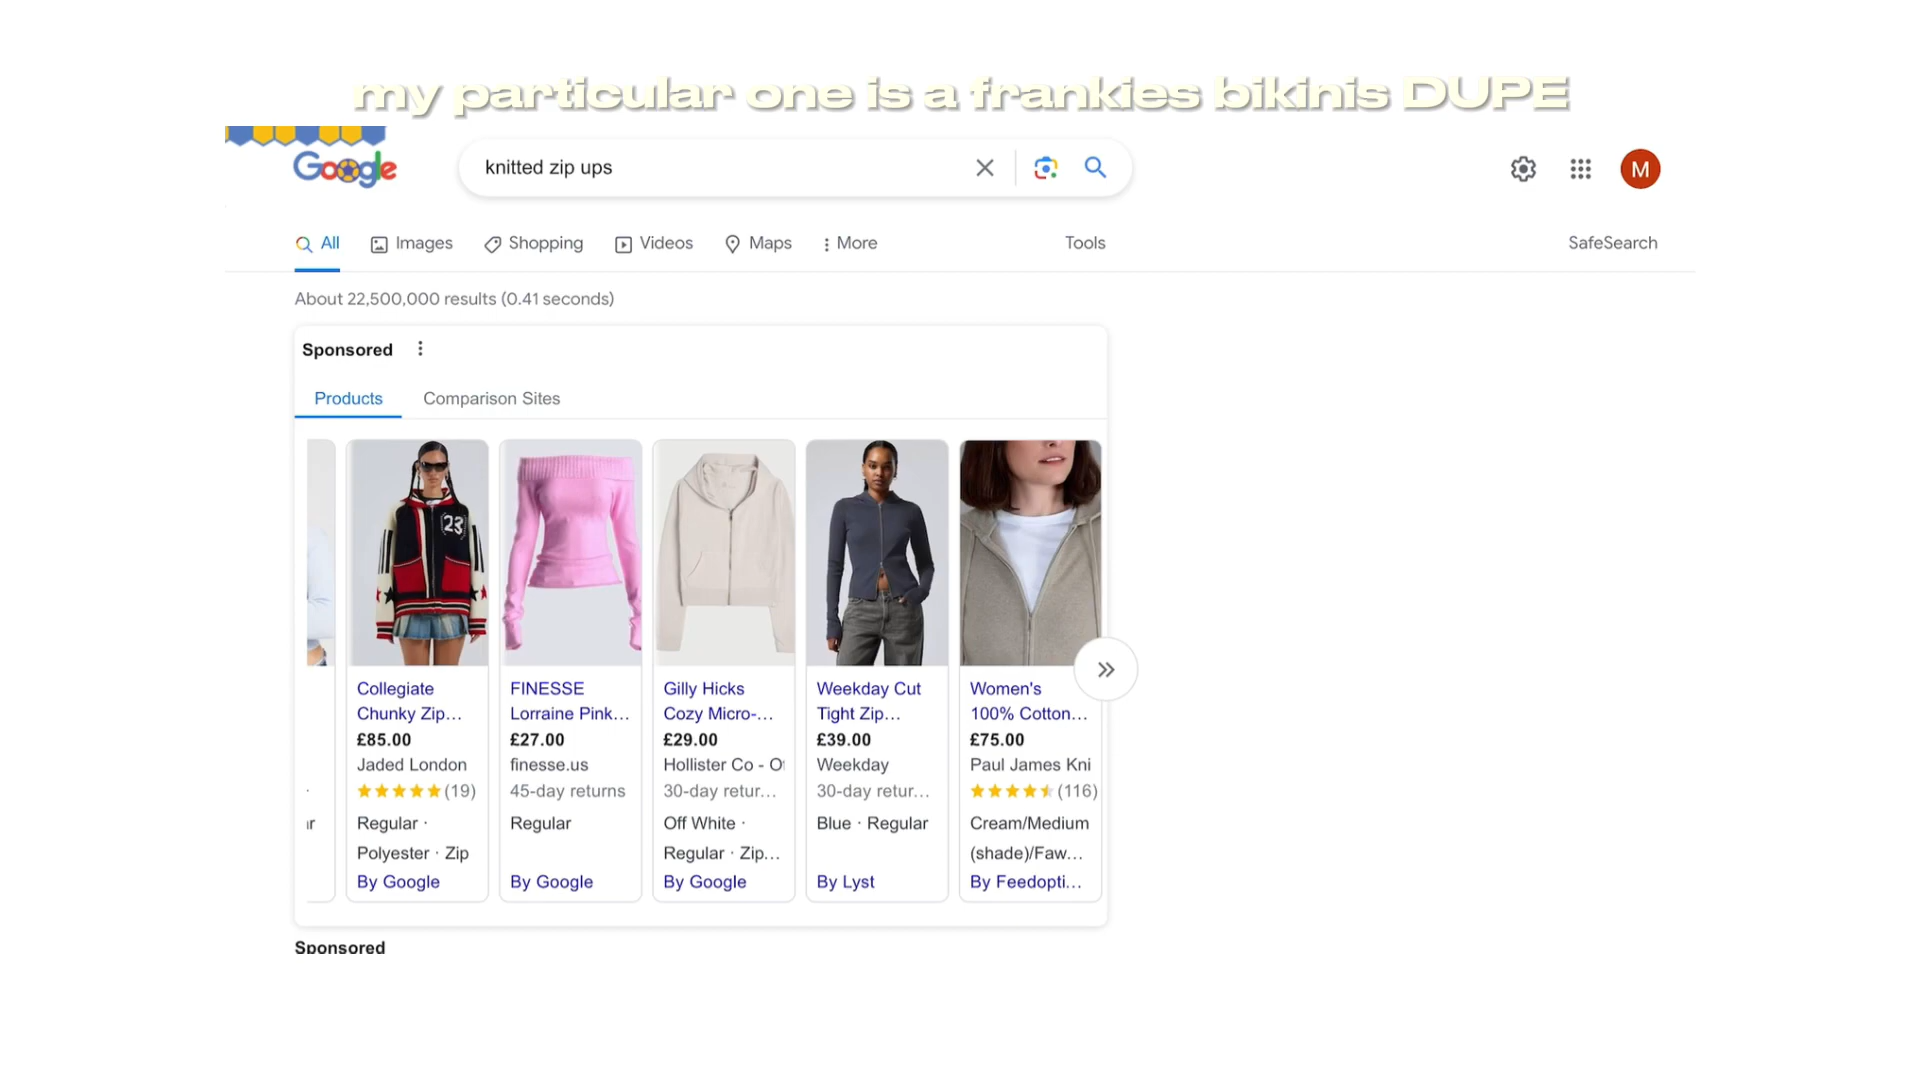 my particular one is a frankies bikinis DUPE
Google
knitted zip ups
M
All Images Shopping Videos Maps More Tools SafeSearch
About 22,500,000 results (0.41 seconds)
Sponsored
Products Comparison Sites
23
Collegiate
Chunky Zip...
£85.00
Jaded London
(19)
Regular ·
Polyester · Zip
By Google
FINESSE
Lorraine Pink...
£27.00
finesse.us
45-day returns
Regular
By Google
Gilly Hicks
Cozy Micro-...
£29.00
Hollister Co - Of
30-day retur...
Off White ·
Regular · Zip...
By Google
Weekday Cut
Tight Zip...
£39.00
Weekday
30-day retur...
Blue · Regular
By Lyst
Women's
100% Cotton...
£75.00
Paul James Kni
(116)
Cream/Medium
(shade)/Faw...
By Feedopti...
Sponsored